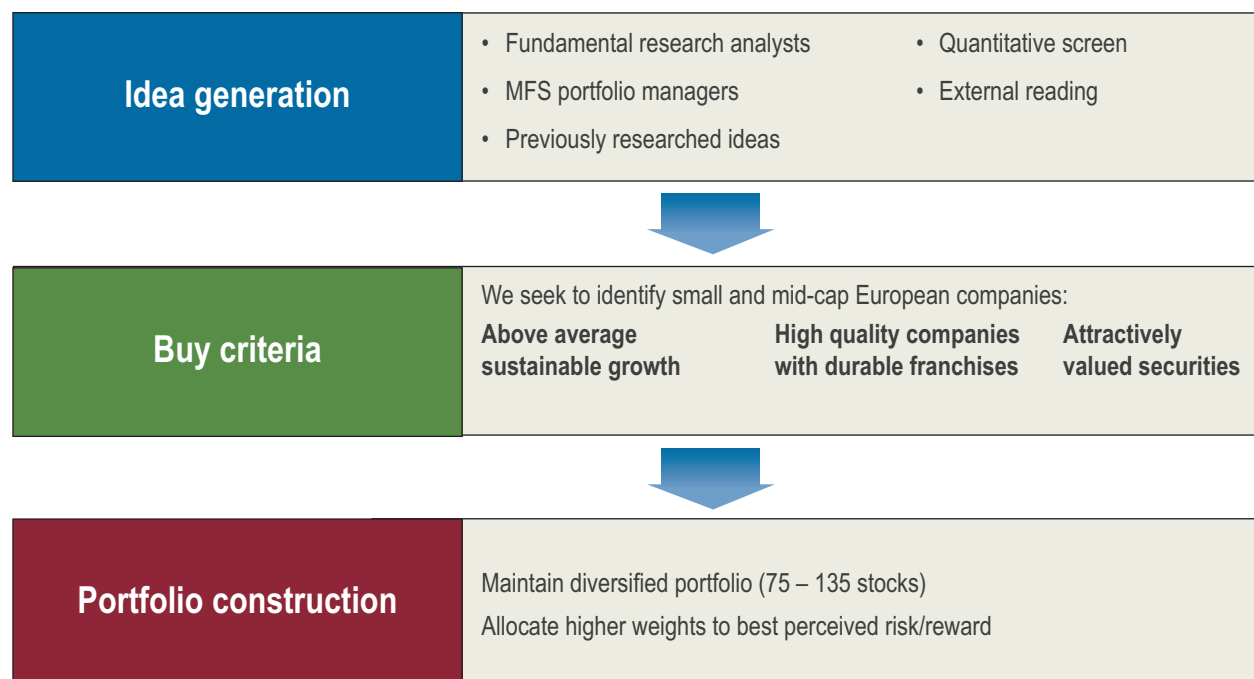 Idea generation
• Fundamental research analysts
• MFS portfolio managers
• Previously researched ideas
• Quantitative screen
• External reading
Buy criteria
We seek to identify small and mid-cap European companies:
Above average
sustainable growth
High quality companies
with durable franchises
Attractively
valued securities
Portfolio construction
Maintain diversified portfolio (75 – 135 stocks)
Allocate higher weights to best perceived risk/reward